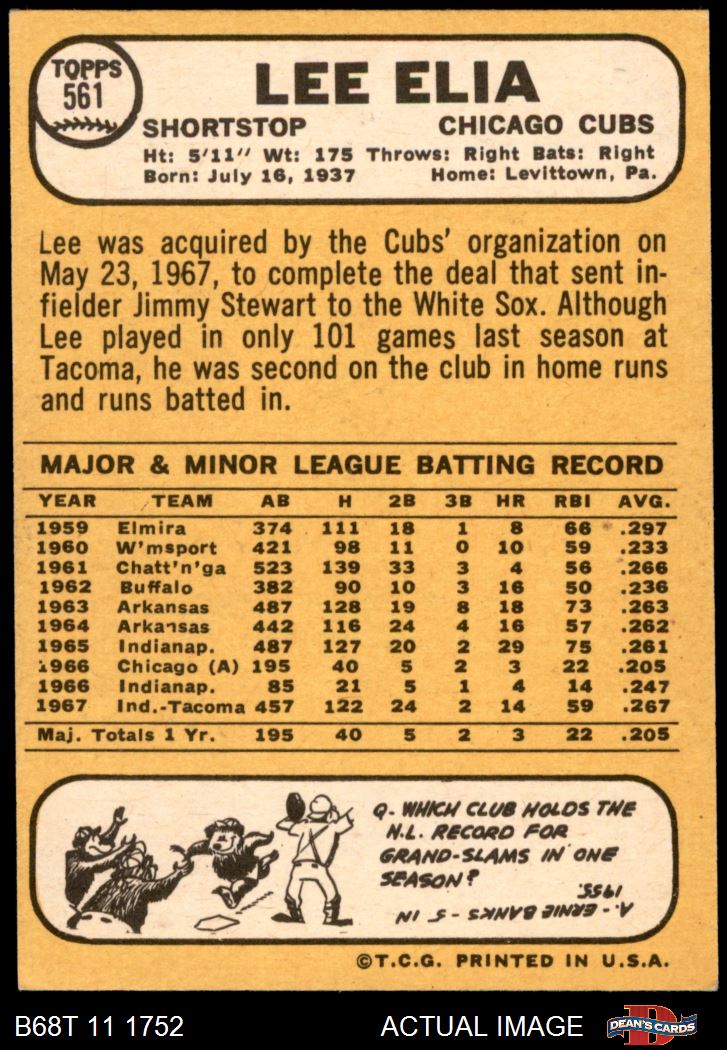 TOPPS
561
LEE ELIA
SHORTSTOP CHICAGO CUBS
Ht: 5'11" Wt: 175 Throws: Right Bats: Right
Born: July 16, 1937 Home: Levittown, Pa.
Lee was acquired by the Cubs' organization on
May 23, 1967, to complete the deal that sent in-
fielder Jimmy Stewart to the White Sox. Although
Lee played in only 101 games last season at
Tacoma, he was second on the club in home runs
and runs batted in.
MAJOR & MINOR LEAGUE BATTING RECORD
YEAR TEAM AB H 2B 3B HR RBI AVG.
1959 Elmira 374 111 18 1 8 66 .297
1960 W'msport 421 98 11 0 10 59 .233
1961 Chatt'n'ga 523 139 33 3 4 56 .266
1962 Buffalo 382 90 10 3 16 50 .236
1963 Arkansas 487 128 19 8 18 73 .263
1964 Arkansas 442 116 24 4 16 57 .262
1965 Indianap. 487 127 20 2 29 75 .261
1966 Chicago (A) 195 40 5 2 3 22 .205
1966 Indianap. 85 21 5 1 4 14 .247
1967 Ind.-Tacoma 457 122 24 2 14 59 .267
Maj. Totals 1 Yr. 195 40 5 2 3 22 .205
Q- WHICH CLUB HOLDS THE
N.L. RECORD FOR
GRAND-SLAMS IN ONE
SEASON?
A.- ERNIE BANKS - 5 IN
1955.
©T.C.G. PRINTED IN U.S.A.
B68T 11 1752 ACTUAL IMAGE
D
DEAN'S CARDS